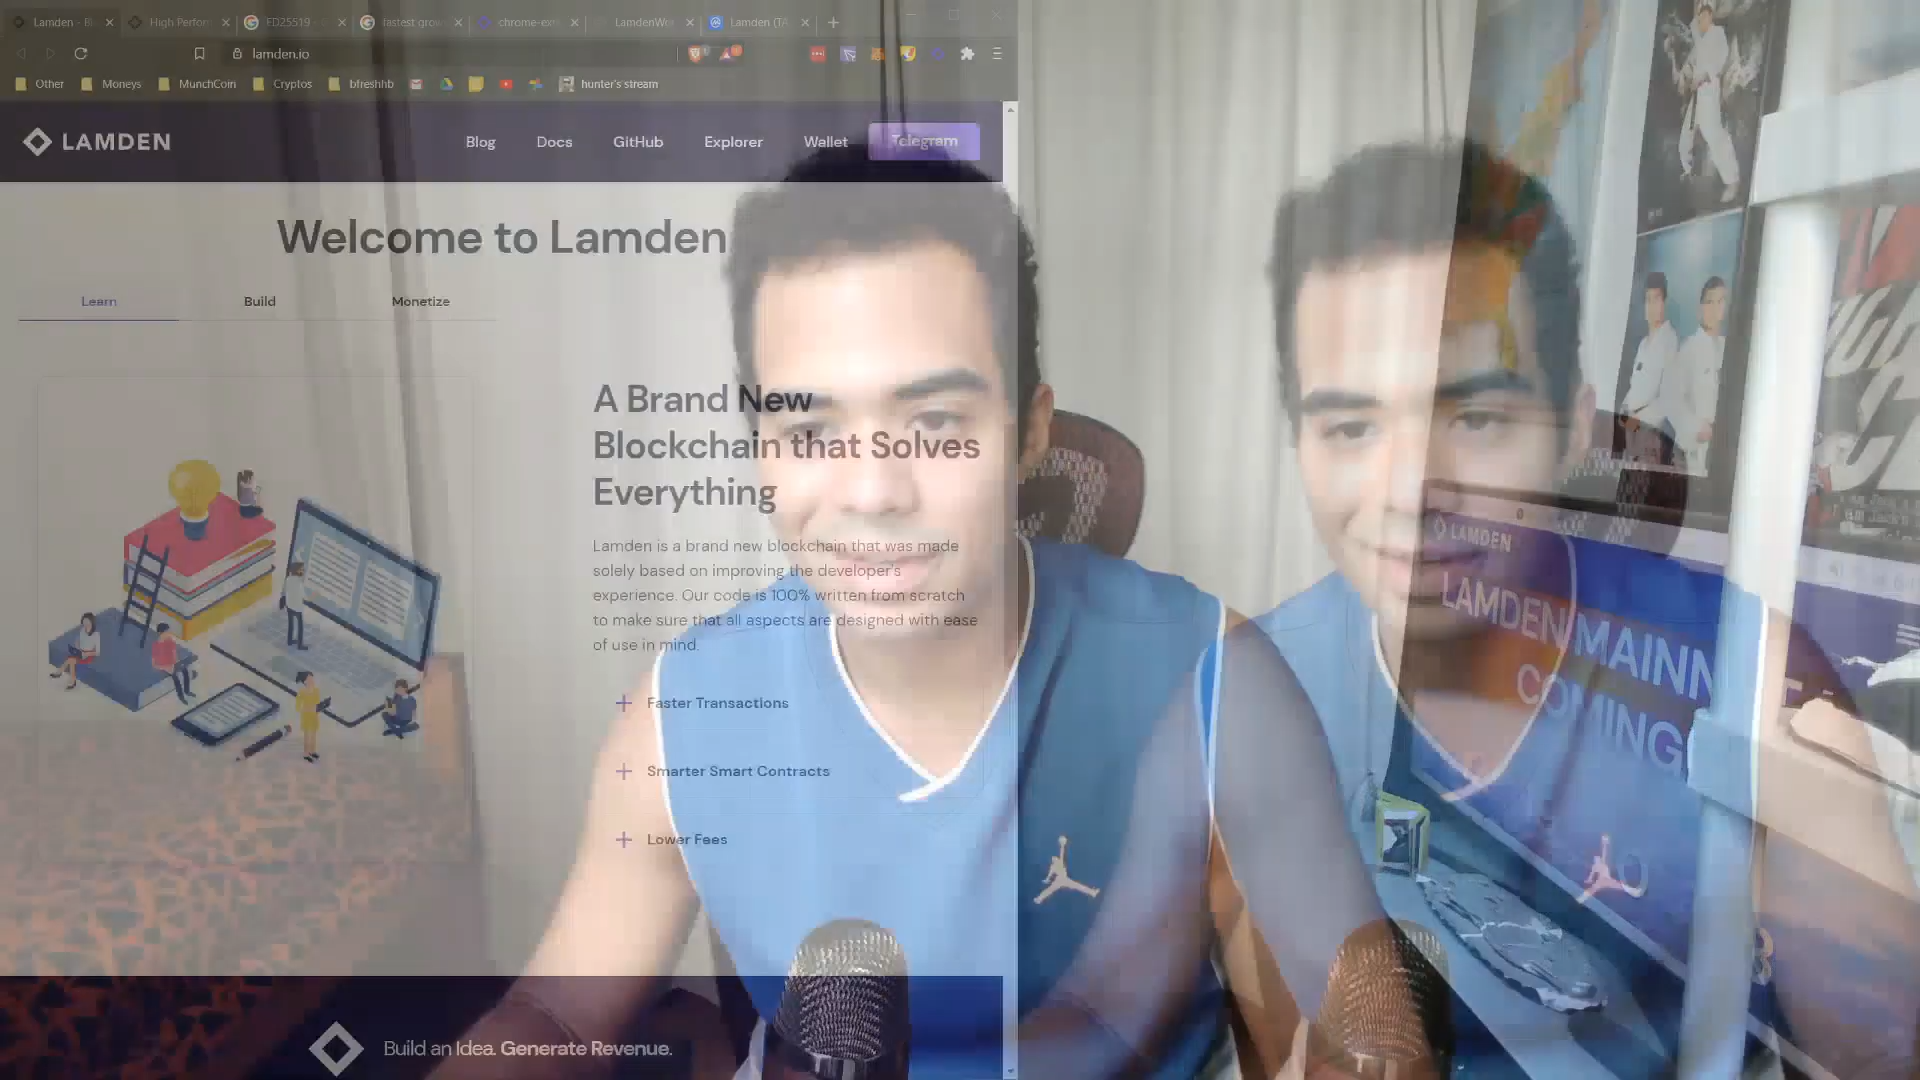 Lamden - Bl
High Perfor
ED25519 -
fastest grow
chrome-ext
LamdenWor
Lamden (TA
lamden.io
Other
Moneys
MunchCoin
Cryptos
bfreshhb
hunter's stream
LAMDEN
Blog
Docs
GitHub
Explorer
Wallet
Telegram
Welcome to Lamden
Learn
Build
Monetize
A Brand New
Blockchain that Solves
Everything
Lamden is a brand new blockchain that was made
solely based on improving the developer's
experience. Our code is 100% written from scratch
to make sure that all aspects are designed with ease
of use in mind.
Faster Transactions
Smarter Smart Contracts
Lower Fees
Build an Idea. Generate Revenue.
LAMDEN
LAMDEN MAINN
COMING